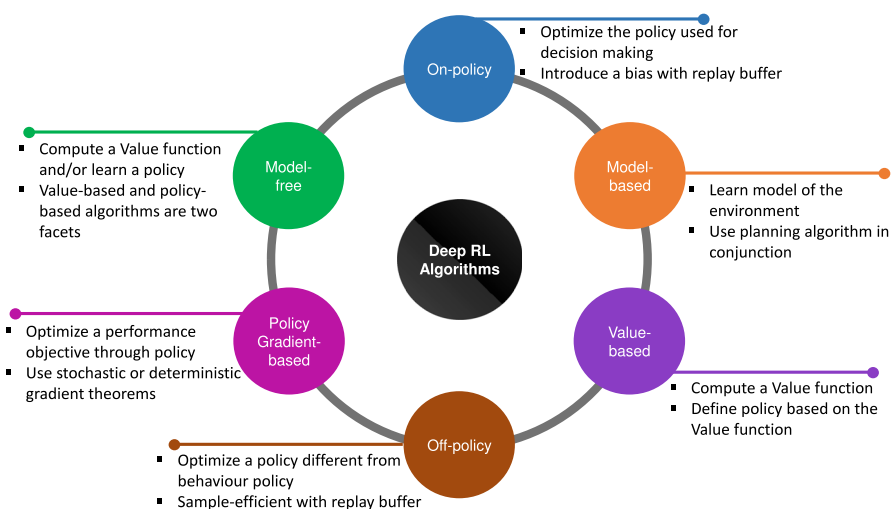 On-policy
▪ Optimize the policy used for
decision making
▪ Introduce a bias with replay buffer
Model-
free
▪ Compute a Value function
and/or learn a policy
▪ Value-based and policy-
based algorithms are two
facets
Model-
based
▪ Learn model of the
environment
▪ Use planning algorithm in
conjunction
Deep RL
Algorithms
Policy
Gradient-
based
▪ Optimize a performance
objective through policy
▪ Use stochastic or deterministic
gradient theorems
Value-
based
▪ Compute a Value function
▪ Define policy based on the
Value function
Off-policy
▪ Optimize a policy different from
behaviour policy
▪ Sample-efficient with replay buffer